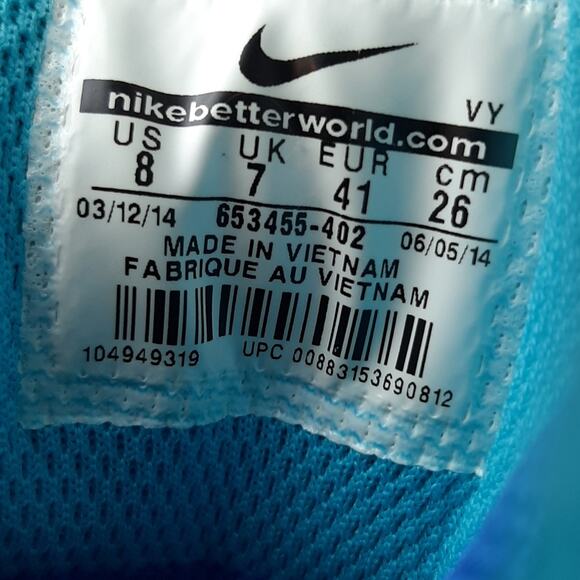 VY
nikebetterworld.com
US UK EUR cm
8 7 41 26
03/12/14 653455-402 06/05/14
MADE IN VIETNAM
FABRIQUE AU VIETNAM
104949319 UPC 00883153690812